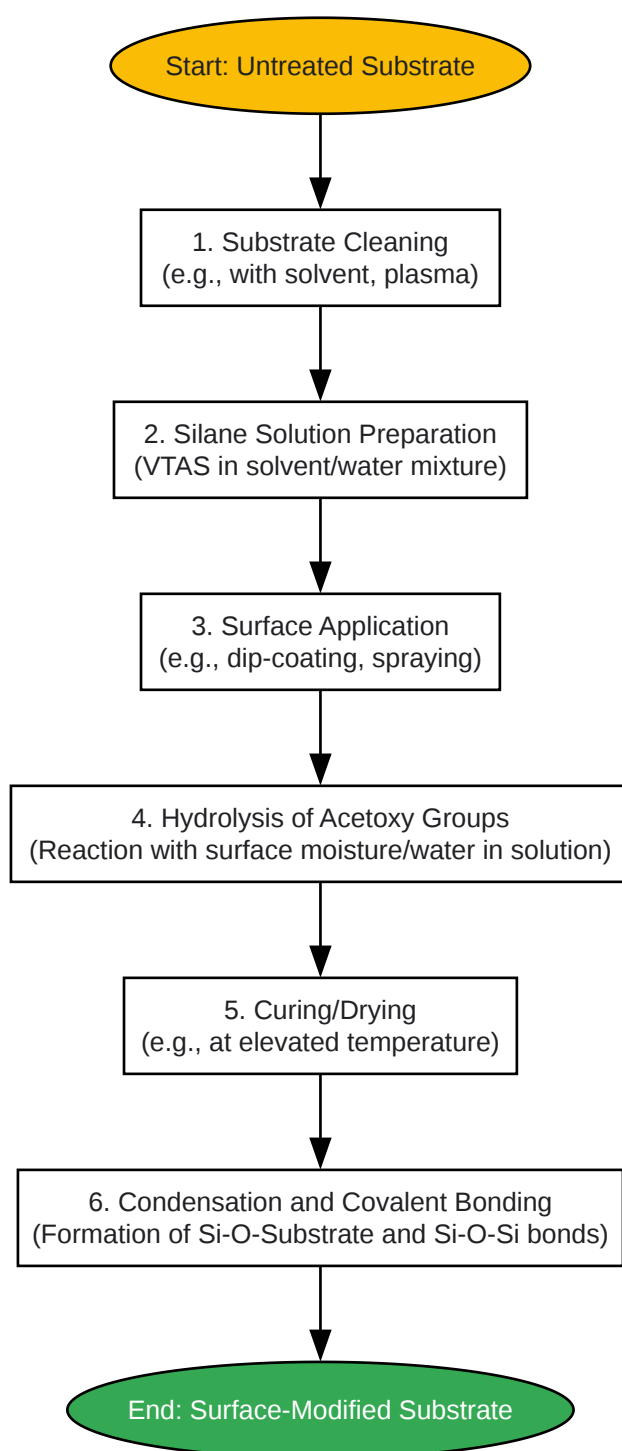 Start: Untreated Substrate
1. Substrate Cleaning
(e.g., with solvent, plasma)
2. Silane Solution Preparation
(VTAS in solvent/water mixture)
3. Surface Application
(e.g., dip-coating, spraying)
4. Hydrolysis of Acetoxy Groups
(Reaction with surface moisture/water in solution)
5. Curing/Drying
(e.g., at elevated temperature)
6. Condensation and Covalent Bonding
(Formation of Si-O-Substrate and Si-O-Si bonds)
End: Surface-Modified Substrate